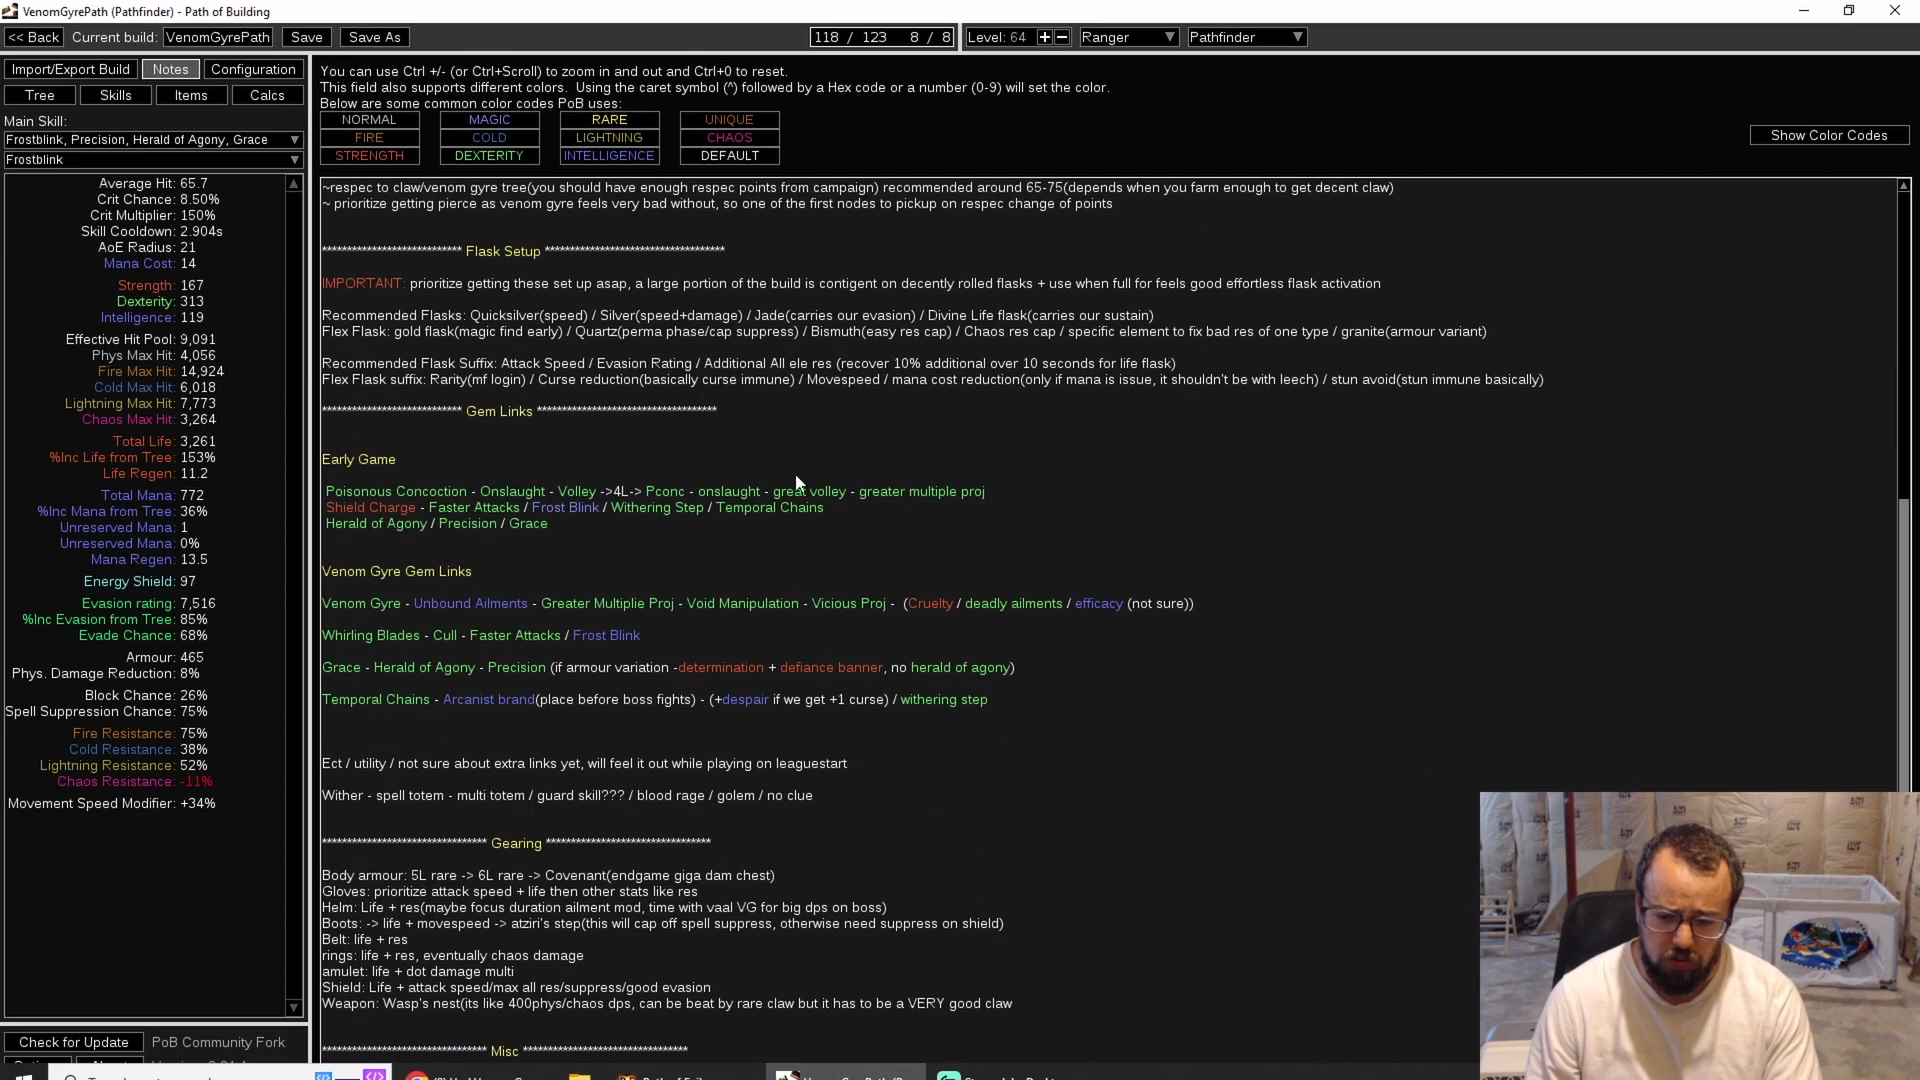 VenomGyrePath (Pathfinder) - Path of Building
<< Back Current build: VenomGyrePath Save Save As 118 / 123 8 / 8 Level: 64 + - Ranger Pathfinder
Import/Export Build Notes Configuration
Tree Skills Items Calcs
Main Skill:
Frostblink, Precision, Herald of Agony, Grace
Frostblink
Average Hit: 65.7
Crit Chance: 8.50%
Crit Multiplier: 150%
Skill Cooldown: 2.904s
AoE Radius: 21
Mana Cost: 14
Strength: 167
Dexterity: 313
Intelligence: 119
Effective Hit Pool: 9,091
Phys Max Hit: 4,056
Fire Max Hit: 14,924
Cold Max Hit: 6,018
Lightning Max Hit: 7,773
Chaos Max Hit: 3,264
Total Life: 3,261
%Inc Life from Tree: 153%
Life Regen: 11.2
Total Mana: 772
%Inc Mana from Tree: 36%
Unreserved Mana: 1
Unreserved Mana: 0%
Mana Regen: 13.5
Energy Shield: 97
Evasion rating: 7,516
%Inc Evasion from Tree: 85%
Evade Chance: 68%
Armour: 465
Phys. Damage Reduction: 8%
Block Chance: 26%
Spell Suppression Chance: 75%
Fire Resistance: 75%
Cold Resistance: 38%
Lightning Resistance: 52%
Chaos Resistance: -11%
Movement Speed Modifier: +34%
Check for Update PoB Community Fork
You can use Ctrl +/- (or Ctrl+Scroll) to zoom in and out and Ctrl+0 to reset.
This field also supports different colors. Using the caret symbol (^) followed by a Hex code or a number (0-9) will set the color.
Below are some common color codes PoB uses:
NORMAL MAGIC RARE UNIQUE
FIRE COLD LIGHTNING CHAOS
STRENGTH DEXTERITY INTELLIGENCE DEFAULT
Show Color Codes
~respec to claw/venom gyre tree(you should have enough respec points from campaign) recommended around 65-75(depends when you farm enough to get decent claw)
~ prioritize getting pierce as venom gyre feels very bad without, so one of the first nodes to pickup on respec change of points
*************************** Flask Setup ***********************************
IMPORTANT: prioritize getting these set up asap, a large portion of the build is contigent on decently rolled flasks + use when full for feels good effortless flask activation
Recommended Flasks: Quicksilver(speed) / Silver(speed+damage) / Jade(carries our evasion) / Divine Life flask(carries our sustain)
Flex Flask: gold flask(magic find early) / Quartz(perma phase/cap suppress) / Bismuth(easy res cap) / Chaos res cap / specific element to fix bad res of one type / granite(armour variant)
Recommended Flask Suffix: Attack Speed / Evasion Rating / Additional All ele res (recover 10% additional over 10 seconds for life flask)
Flex Flask suffix: Rarity(mf login) / Curse reduction(basically curse immune) / Movespeed / mana cost reduction(only if mana is issue, it shouldn't be with leech) / stun avoid(stun immune basically)
*************************** Gem Links ***********************************
Early Game
Poisonous Concoction - Onslaught - Volley ->4L-> Pconc - onslaught - great volley - greater multiple proj
Shield Charge - Faster Attacks / Frost Blink / Withering Step / Temporal Chains
Herald of Agony / Precision / Grace
Venom Gyre Gem Links
Venom Gyre - Unbound Ailments - Greater Multiplie Proj - Void Manipulation - Vicious Proj - (Cruelty / deadly ailments / efficacy (not sure))
Whirling Blades - Cull - Faster Attacks / Frost Blink
Grace - Herald of Agony - Precision (if armour variation -determination + defiance banner, no herald of agony)
Temporal Chains - Arcanist brand(place before boss fights) - (+despair if we get +1 curse) / withering step
Ect / utility / not sure about extra links yet, will feel it out while playing on leaguestart
Wither - spell totem - multi totem / guard skill??? / blood rage / golem / no clue
******************************** Gearing ********************************
Body armour: 5L rare -> 6L rare -> Covenant(endgame giga dam chest)
Gloves: prioritize attack speed + life then other stats like res
Helm: Life + res(maybe focus duration ailment mod, time with vaal VG for big dps on boss)
Boots: -> life + movespeed -> atziri's step(this will cap off spell suppress, otherwise need suppress on shield)
Belt: life + res
rings: life + res, eventually chaos damage
amulet: life + dot damage multi
Shield: Life + attack speed/max all res/suppress/good evasion
Weapon: Wasp's nest(its like 400phys/chaos dps, can be beat by rare claw but it has to be a VERY good claw
******************************** Misc ********************************